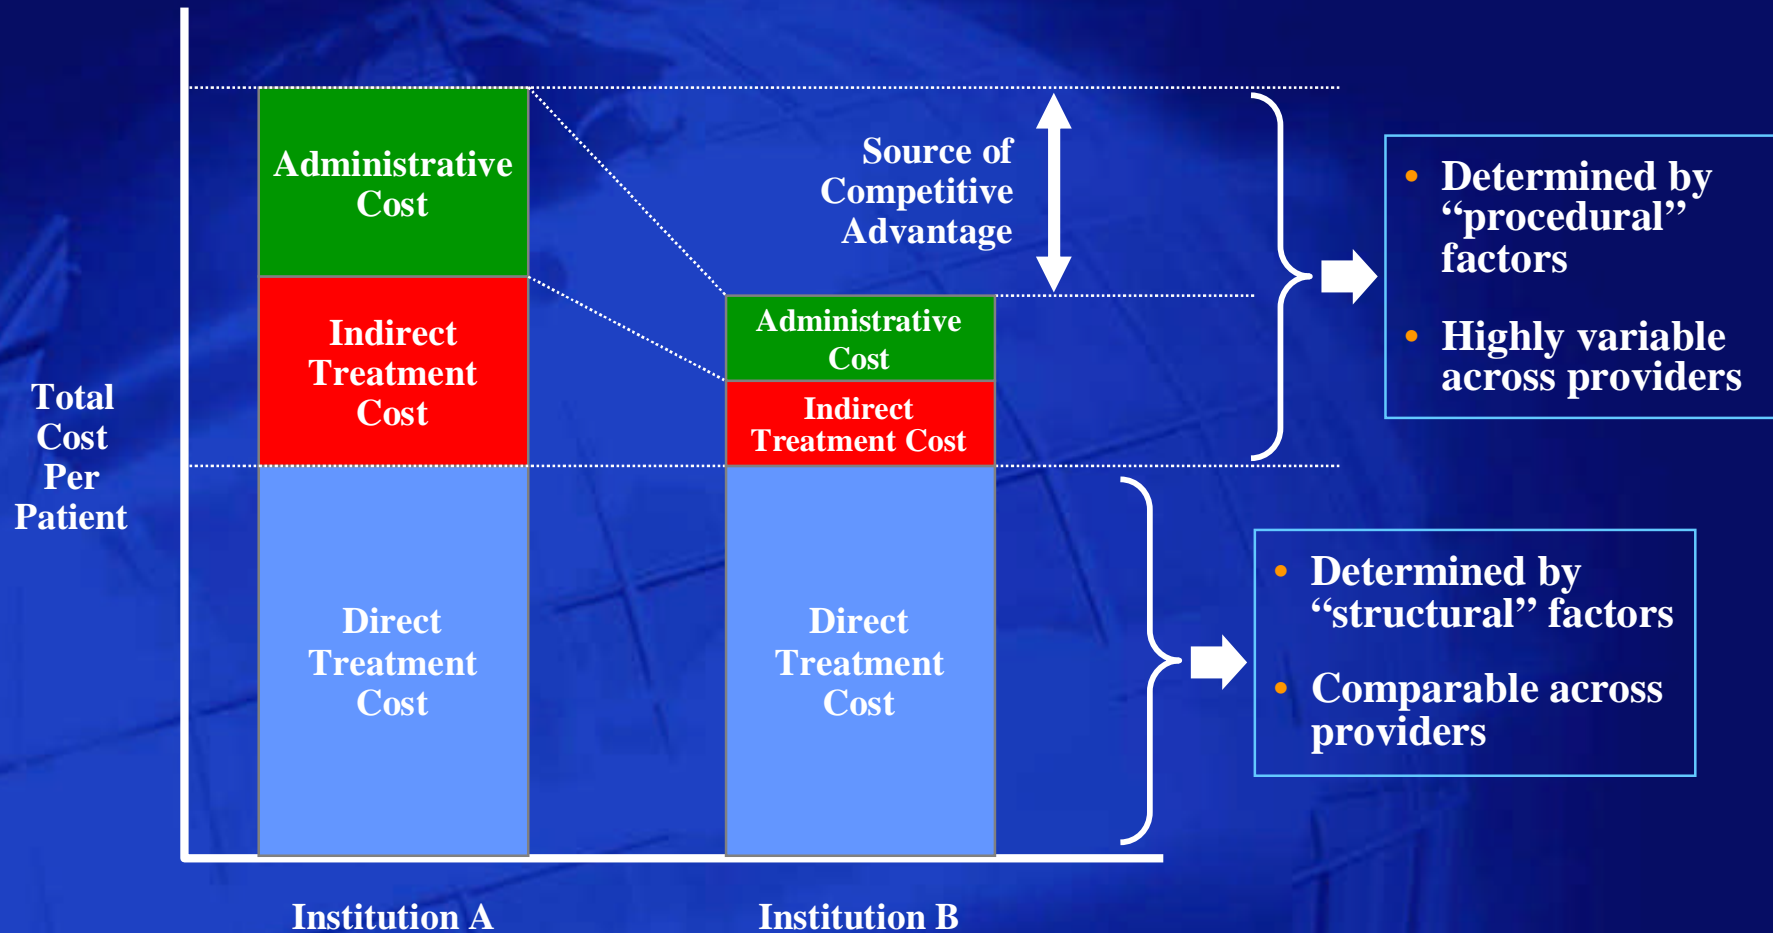 Total
Cost
Per
Patient
Administrative
Cost
Indirect
Treatment
Cost
Direct
Treatment
Cost
Institution A
Administrative
Cost
Indirect
Treatment Cost
Direct
Treatment
Cost
Institution B
Source of
Competitive
Advantage
• Determined by
“procedural”
factors
• Highly variable
across providers
• Determined by
“structural” factors
• Comparable across
providers